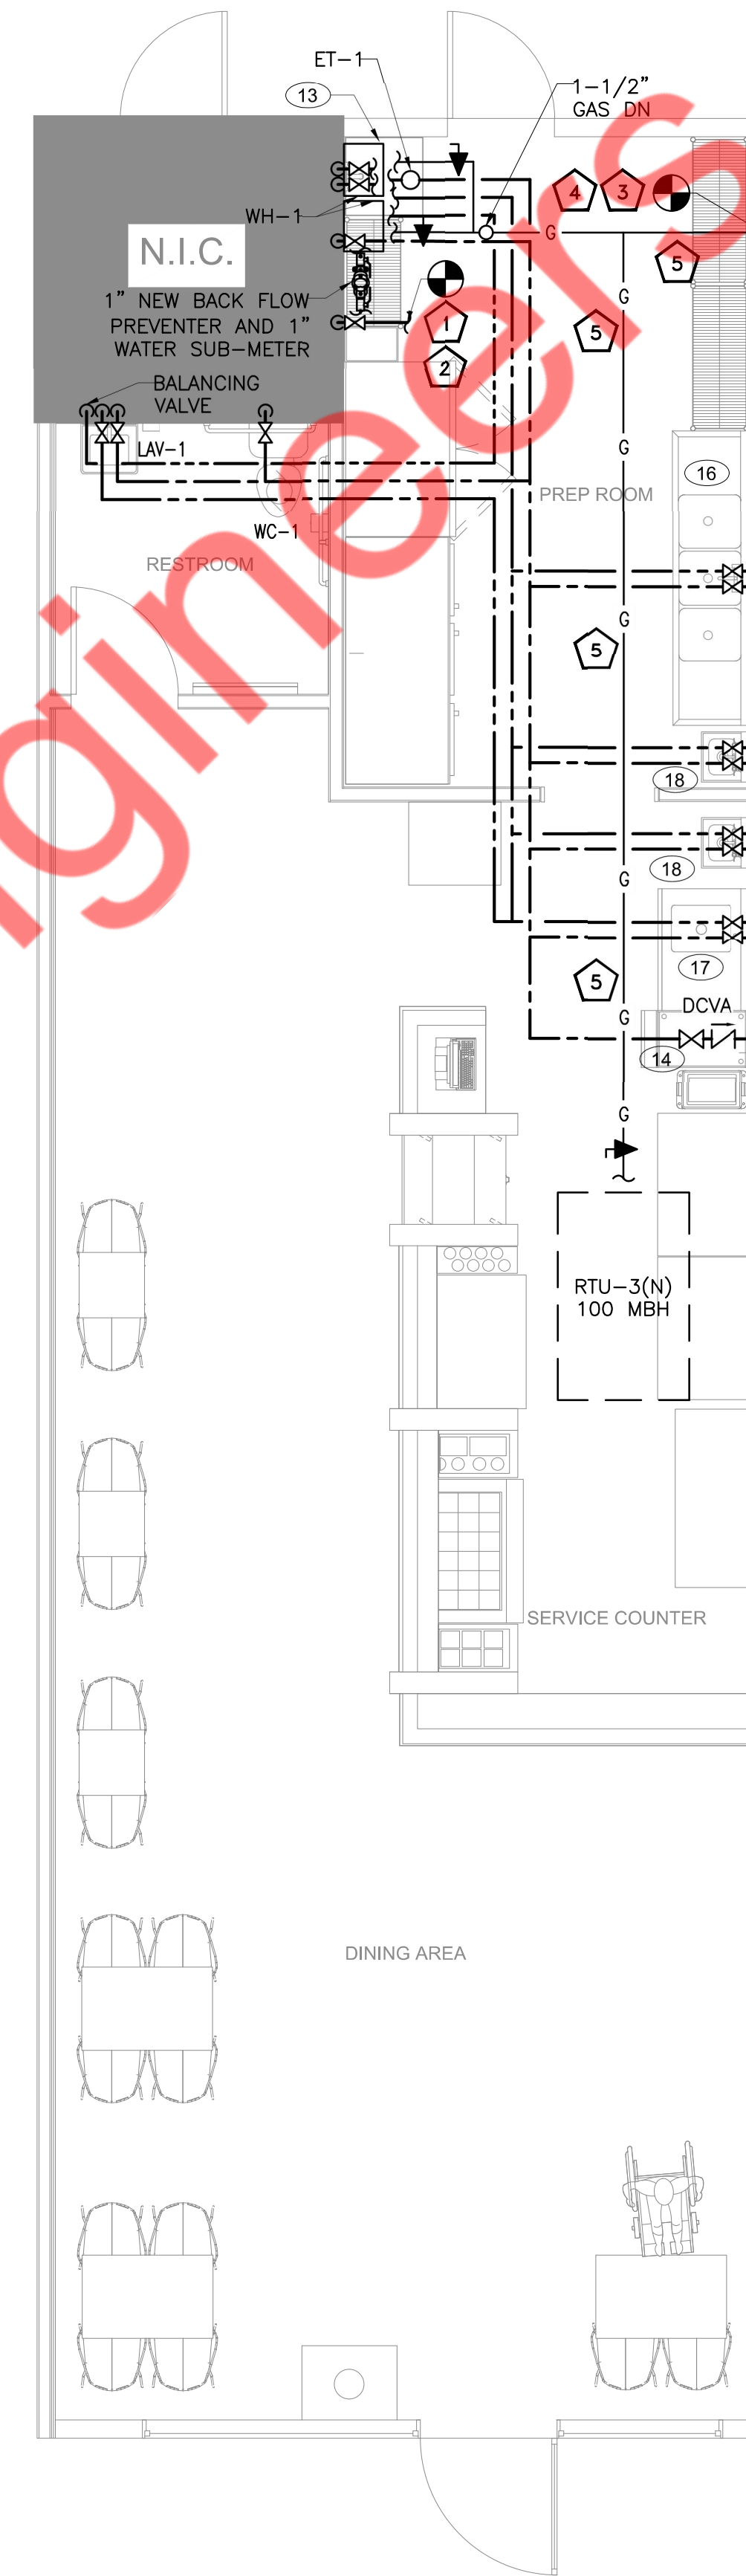 ET-1
13
1-1/2"
GAS DN
4
3
WH-1
G
N.I.C.
5
G
1" NEW BACK FLOW
PREVENTER AND 1"
WATER SUB-METER
1
5
2
BALANCING
VALVE
LAV-1
G
16
PREP ROOM
WC-1
RESTROOM
G
5
18
18
G
17
5
DCVA
G
14
G
RTU-3(N)
100 MBH
SERVICE COUNTER
DINING AREA
gineers